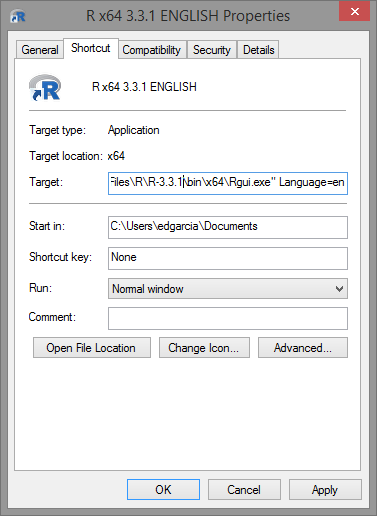 R x64 3.3.1 ENGLISH Properties
General Shortcut Compatibility Security Details
R x64 3.3.1 ENGLISH
Target type: Application
Target location: x64
Target: Files\R\R-3.3.1\bin\x64\Rgui.exe" Language=en
Start in: C:\Users\edgarcia\Documents
Shortcut key: None
Run: Normal window
Comment:
Open File Location Change Icon... Advanced...
OK Cancel Apply